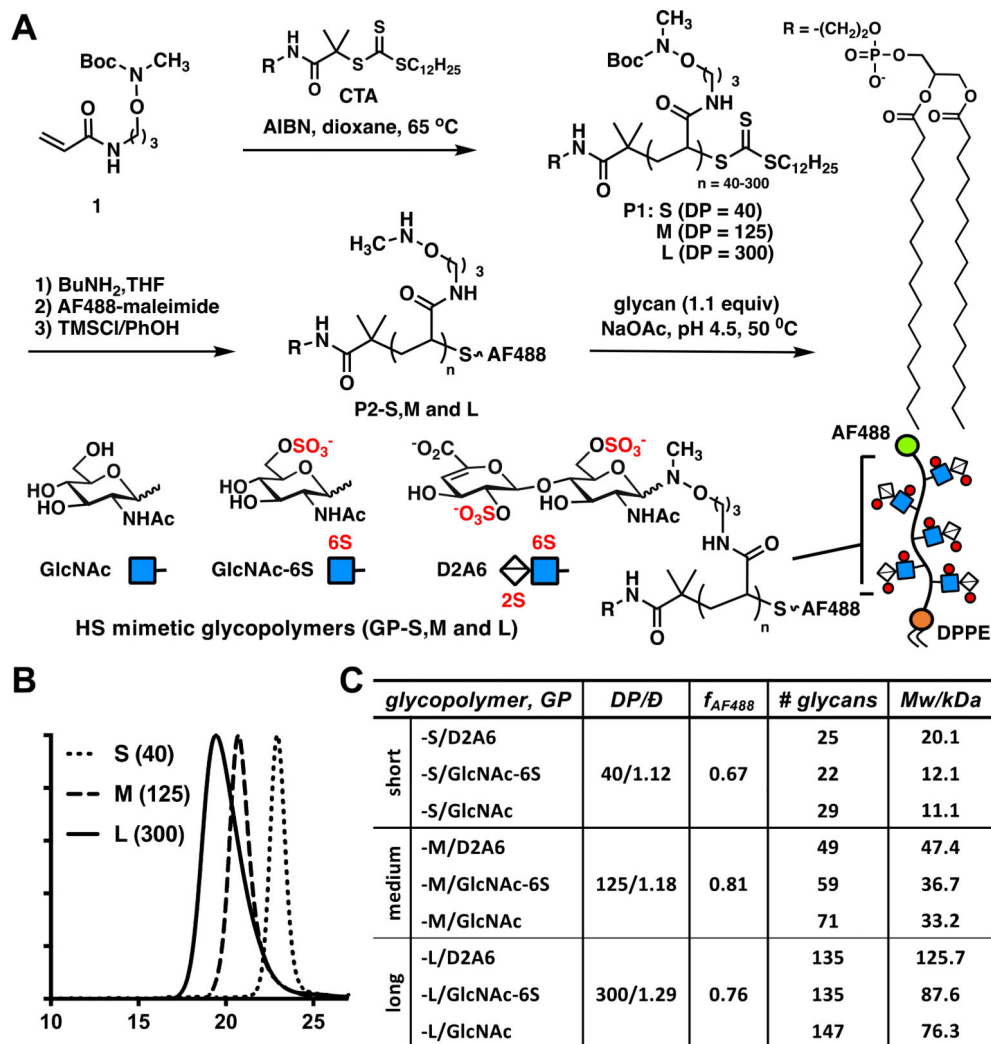 A
Boc
CH3
N
O
O
N
H
3
1
H
N
R
O
S
S
SC12H25
CTA
AIBN, dioxane, 65 °C
CH3
N
Boc
O
3
O
NH
H
N
R
O
n = 40-300
S
S
S
C12H25
P1: S (DP = 40)
M (DP = 125)
L (DP = 300)
R = -(CH2)2
O
O=P-O
O-
O
O
O
O
1) BuNH2,THF
2) AF488-maleimide
3) TMSCl/PhOH
H
H3C
N
O
3
O
NH
H
N
R
O
n
S~AF488
P2-S,M and L
glycan (1.1 equiv)
NaOAc, pH 4.5, 50 ⁰C
OH
HO
HO
O
NHAc
GlcNAc
OSO3-
HO
HO
O
NHAc
6S
GlcNAc-6S
-O2C
O
HO
-O3S
O
O
OSO3-
O
HO
NHAc
CH3
N
O
3
NH
O
6S
D2A6
2S
H
N
R
O
n
S~AF488
HS mimetic glycopolymers (GP-S,M and L)
AF488
DPPE
B
S (40)
M (125)
L (300)
10 15 20 25
C
glycopolymer, GP DP/Đ fAF488 # glycans Mw/kDa
short
-S/D2A6 25 20.1
-S/GlcNAc-6S 40/1.12 0.67 22 12.1
-S/GlcNAc 29 11.1
medium
-M/D2A6 49 47.4
-M/GlcNAc-6S 125/1.18 0.81 59 36.7
-M/GlcNAc 71 33.2
long
-L/D2A6 135 125.7
-L/GlcNAc-6S 300/1.29 0.76 135 87.6
-L/GlcNAc 147 76.3